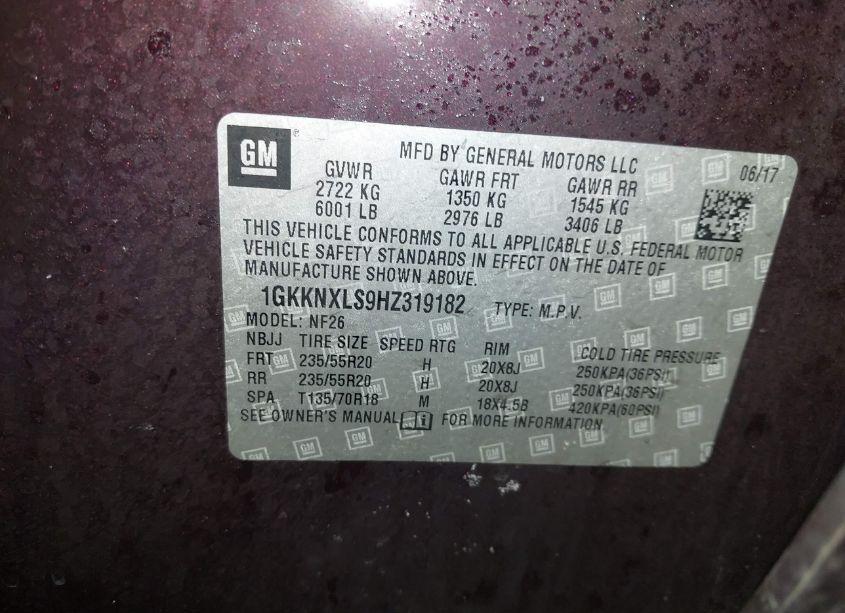 GM
MFD BY GENERAL MOTORS LLC
06/17
GVWR GAWR FRT GAWR RR
2722 KG 1350 KG 1545 KG
6001 LB 2976 LB 3406 LB
THIS VEHICLE CONFORMS TO ALL APPLICABLE U.S. FEDERAL MOTOR
VEHICLE SAFETY STANDARDS IN EFFECT ON THE DATE OF
MANUFACTURE SHOWN ABOVE.
1GKKNXLS9HZ319182 TYPE: M.P.V.
MODEL: NF26
NBJJ TIRE SIZE SPEED RTG RIM COLD TIRE PRESSURE
FRT 235/55R20 H 20X8J 250KPA(36PSI)
RR 235/55R20 H 20X8J 250KPA(36PSI)
SPA T135/70R18 M 18X4.5B 420KPA(60PSI)
SEE OWNER'S MANUAL FOR MORE INFORMATION